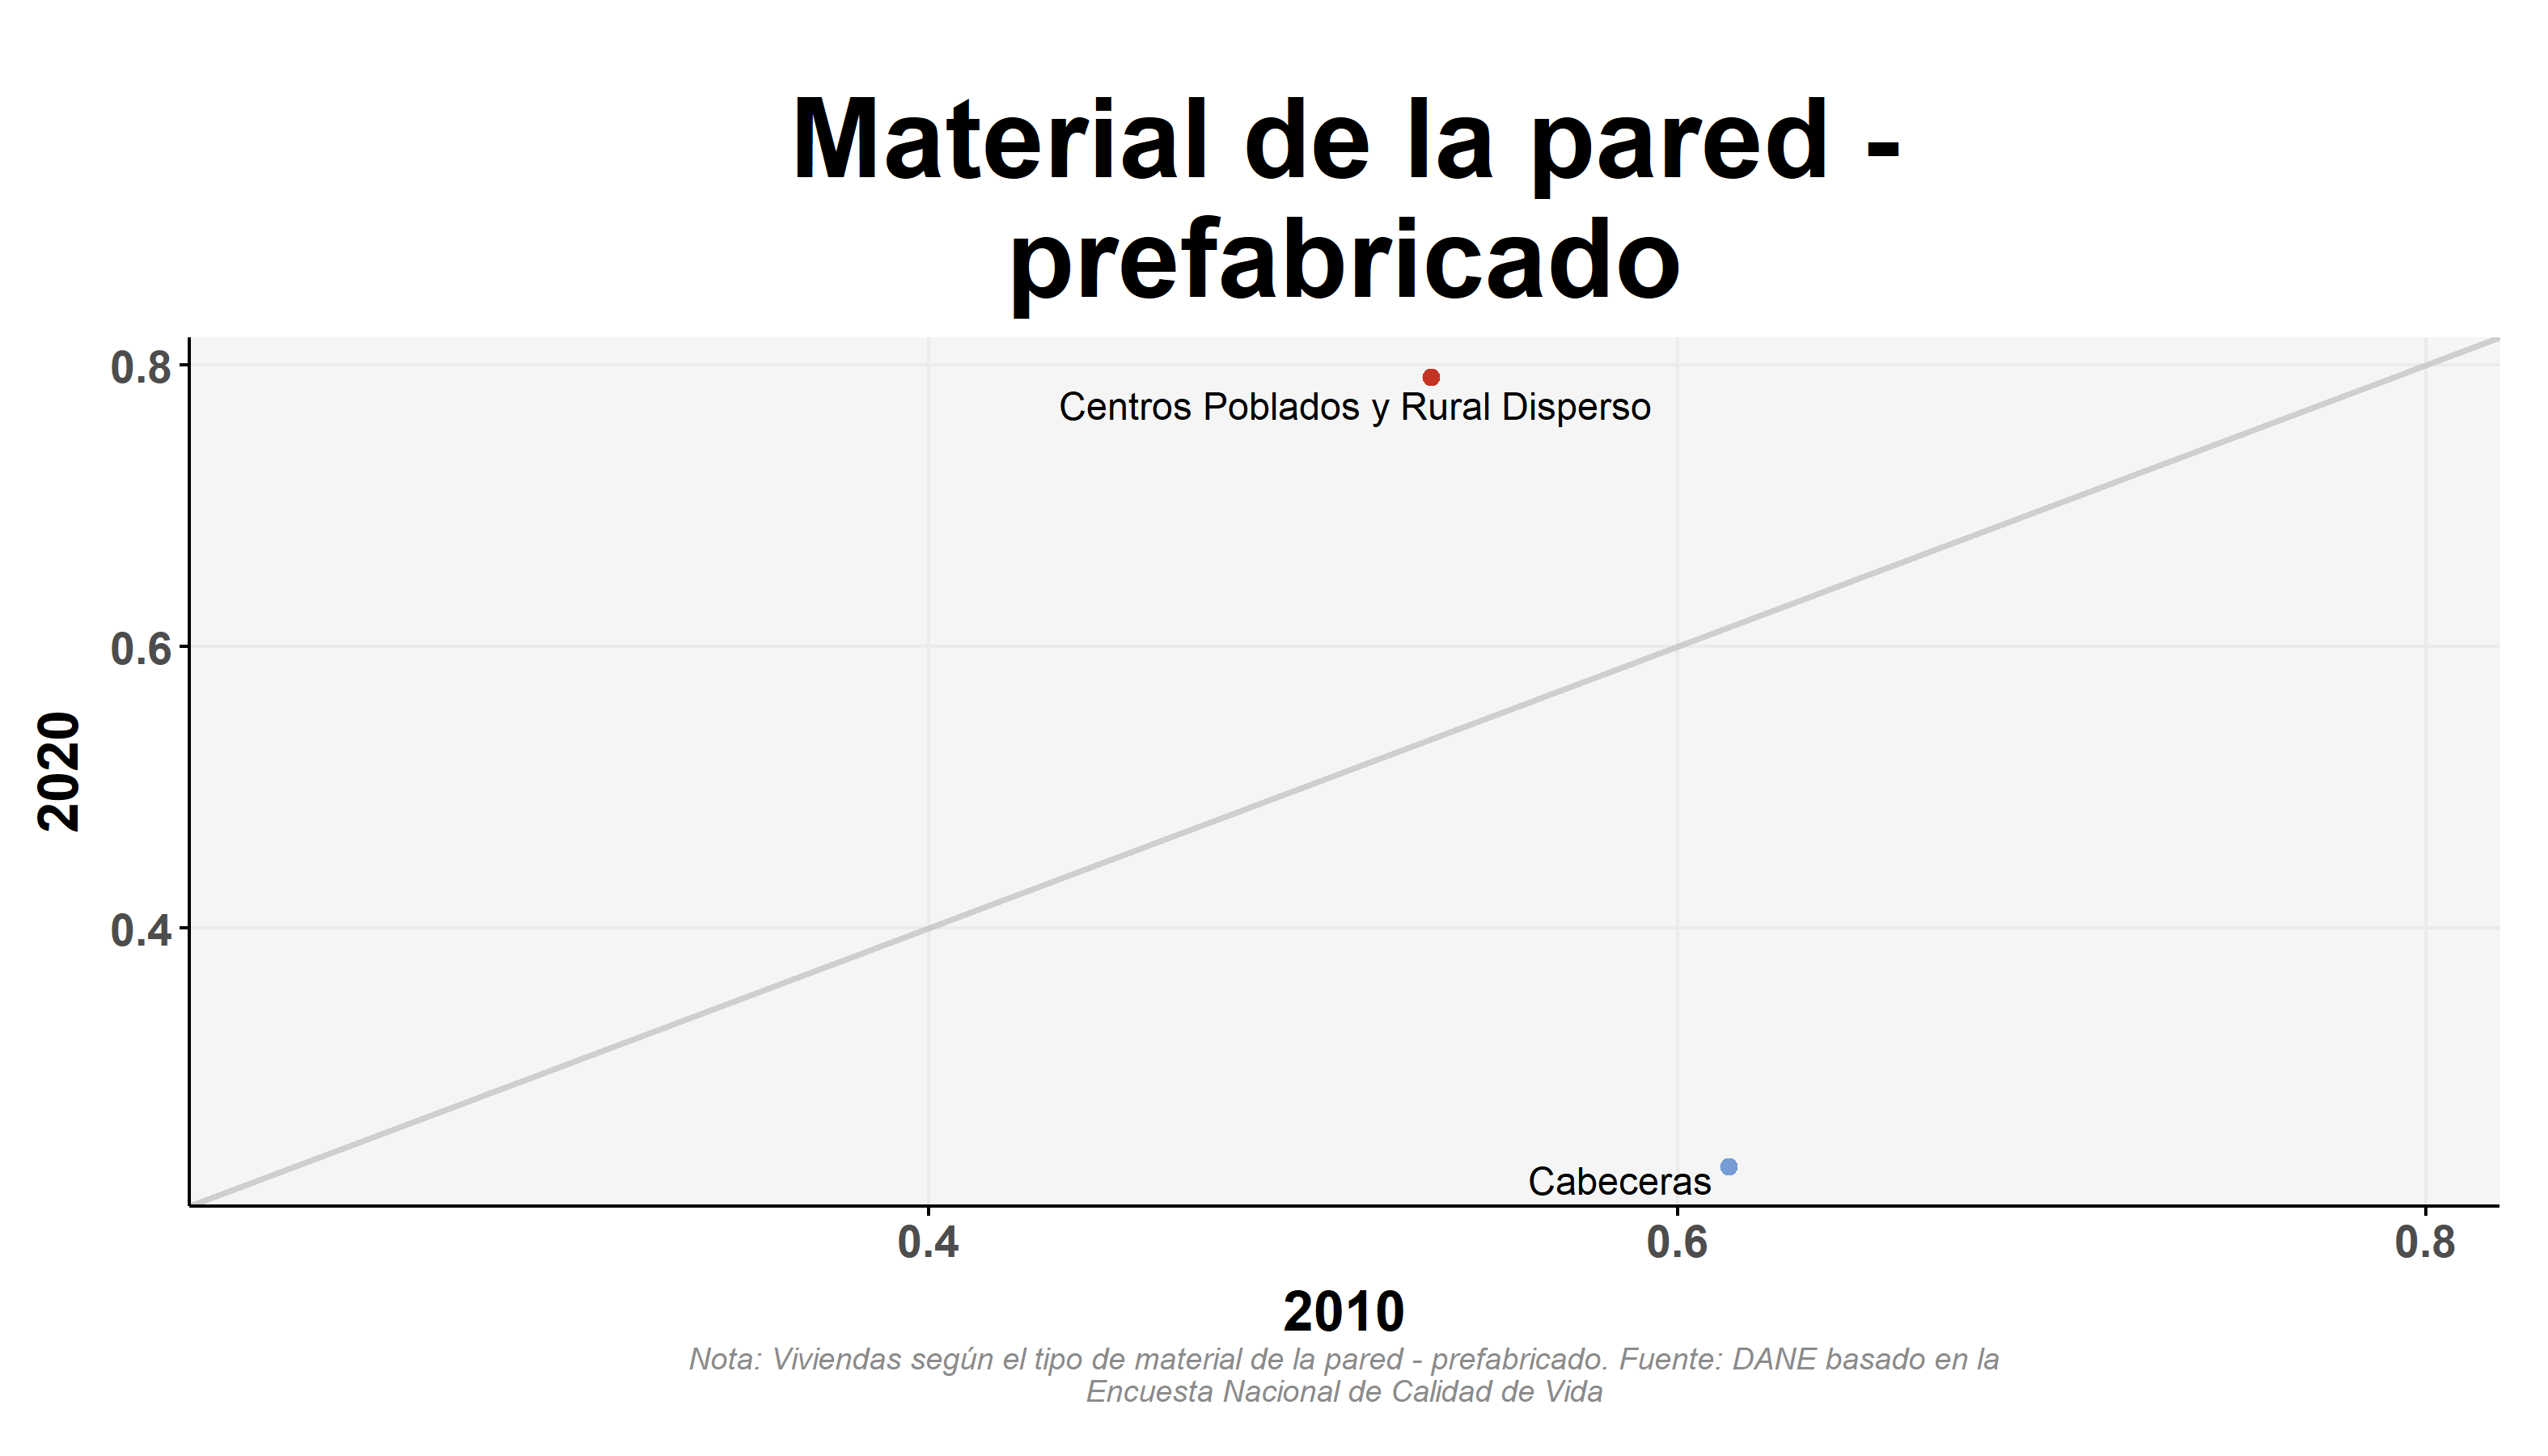 Material de la pared -
prefabricado
0.8
Centros Poblados y Rural Disperso
0.6
2020
0.4
Cabeceras
0.4 0.6 0.8
2010
Nota: Viviendas según el tipo de material de la pared - prefabricado. Fuente: DANE basado en la
Encuesta Nacional de Calidad de Vida